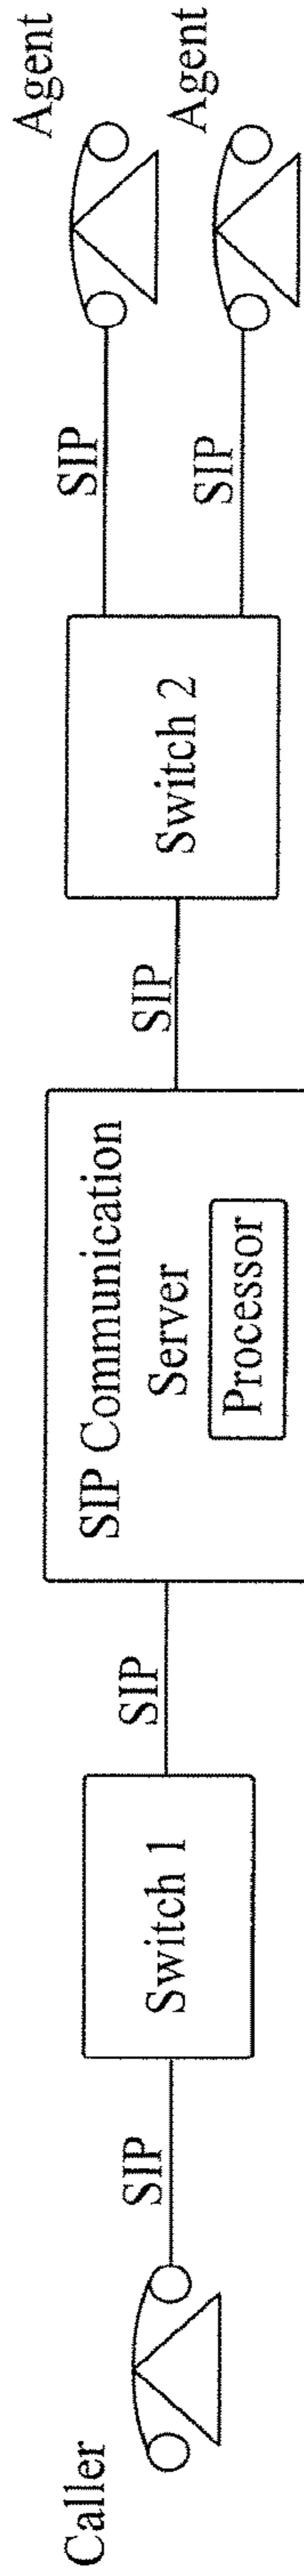 Caller
SIP
Switch 1
SIP
SIP Communication
Server
Processor
SIP
Switch 2
SIP
Agent
SIP
Agent